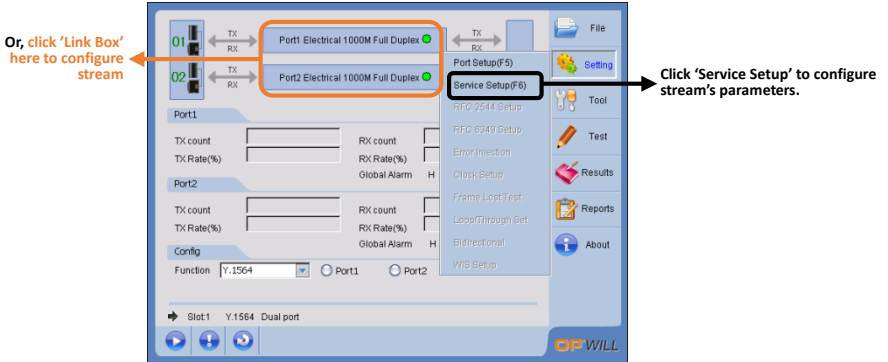 Or, click 'Link Box'
here to configure
stream
Click ‘Service Setup’ to configure
stream's parameters.
01
TX
RX
Port1 Electrical 1000M Full Duplex
TX
RX
02
TX
RX
Port2 Electrical 1000M Full Duplex
File
Setting
Tool
Test
Results
Reports
About
Port Setup(F5)
Service Setup(F6)
RFC 2544 Setup
RFC 6349 Setup
Error Injection
Clock Setup
Frame Lost Test
Loop/Through Set
Bidirectional
WIS Setup
Port1
TX count
RX count
TX Rate(%)
RX Rate(%)
Global Alarm H
Port2
TX count
RX count
TX Rate(%)
RX Rate(%)
Global Alarm H
Config
Function Y.1564 Port1 Port2
Slot:1 Y.1564 Dual port
OPWILL